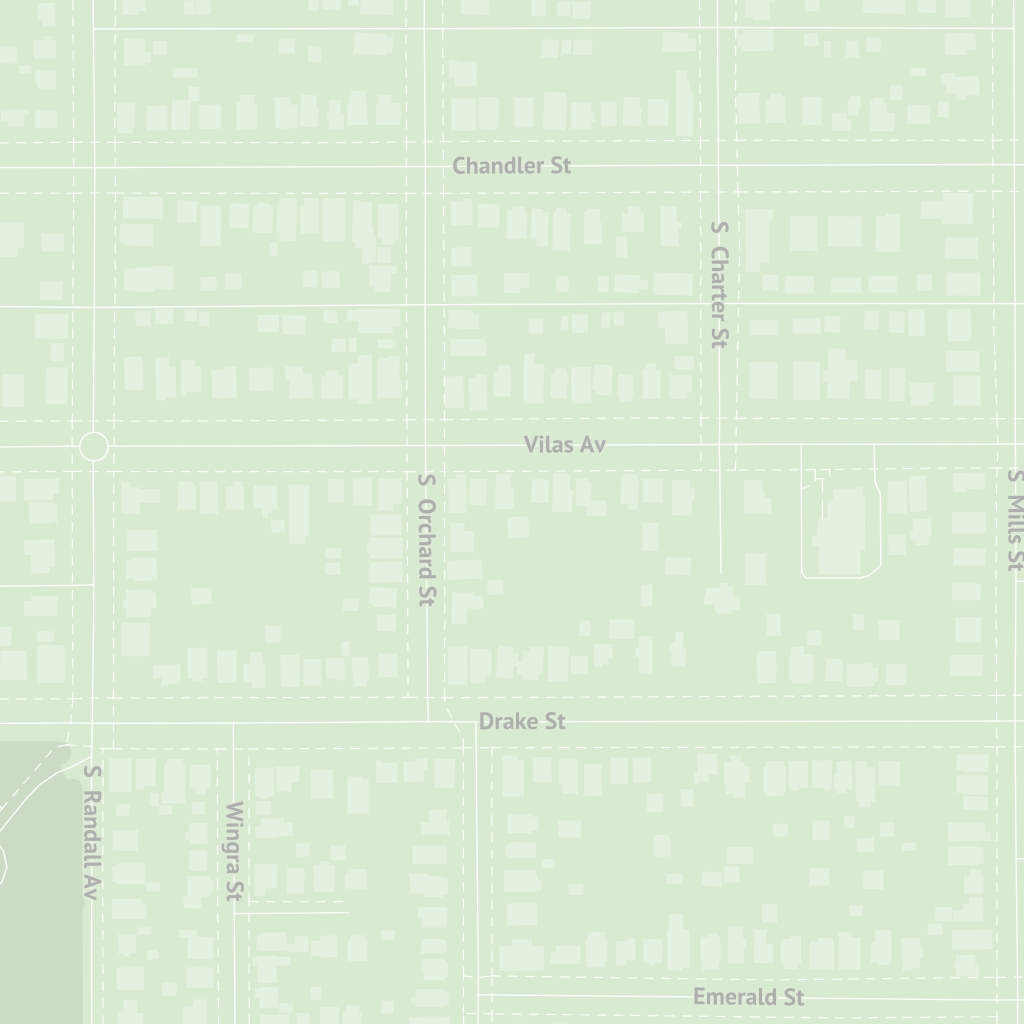 Chandler St
S Charter St
Vilas Av
S Orchard St
S Mills St
Drake St
S Randall Av
Wingra St
Emerald St